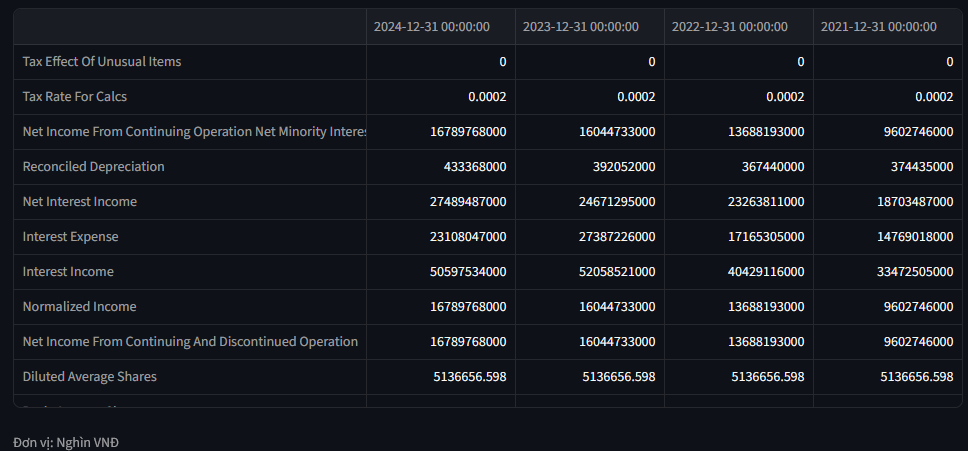 2024-12-31 00:00:00 2023-12-31 00:00:00 2022-12-31 00:00:00 2021-12-31 00:00:00
Tax Effect Of Unusual Items 0 0 0 0
Tax Rate For Calcs 0.0002 0.0002 0.0002 0.0002
Net Income From Continuing Operation Net Minority Interes 16789768000 16044733000 13688193000 9602746000
Reconciled Depreciation 433368000 392052000 367440000 374435000
Net Interest Income 27489487000 24671295000 23263811000 18703487000
Interest Expense 23108047000 27387226000 17165305000 14769018000
Interest Income 50597534000 52058521000 40429116000 33472505000
Normalized Income 16789768000 16044733000 13688193000 9602746000
Net Income From Continuing And Discontinued Operation 16789768000 16044733000 13688193000 9602746000
Diluted Average Shares 5136656.598 5136656.598 5136656.598 5136656.598
Đơn vị: Nghìn VNĐ